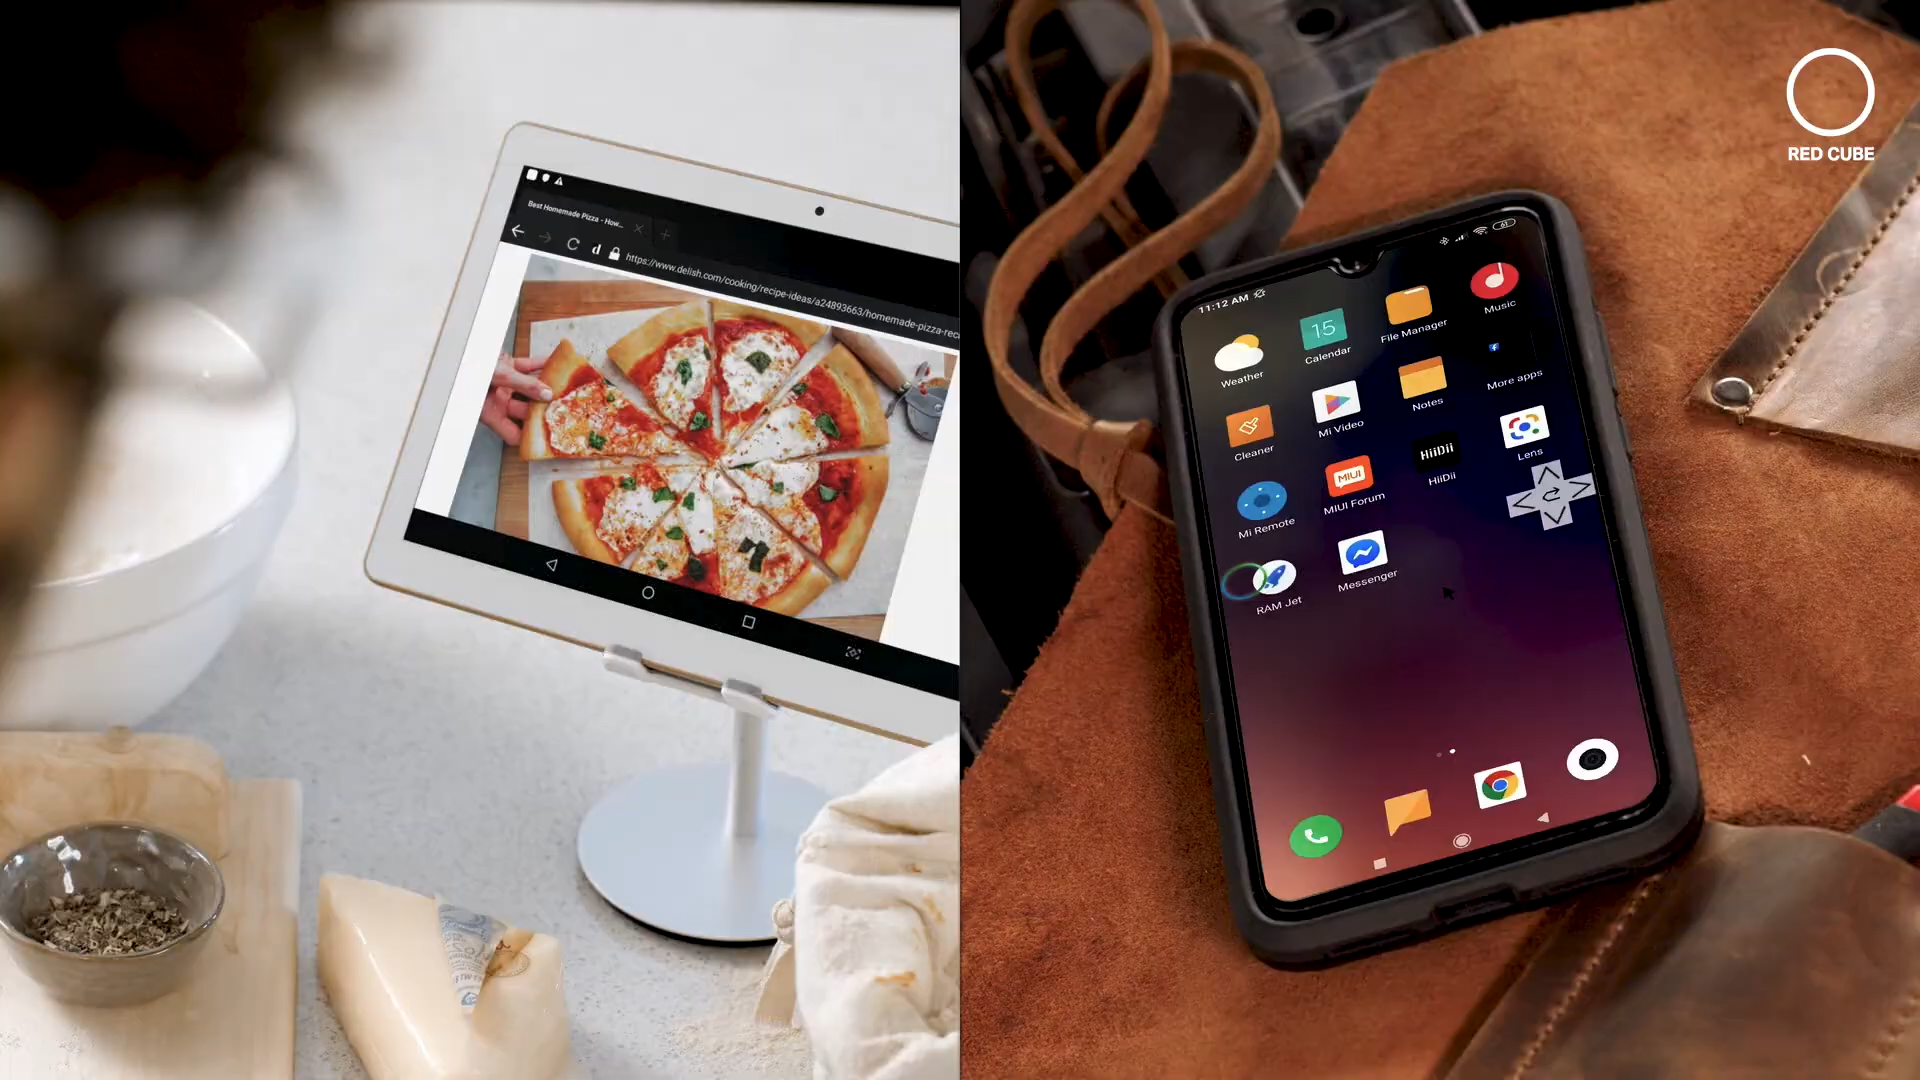 Best Homemade Pizza - How...
https://www.delish.com/cooking/recipe-ideas/a24893663/homemade-pizza-rec
RED CUBE
11:12 AM
61
Weather
15
Calendar
File Manager
Music
Cleaner
Mi Video
Notes
More apps
Mi Remote
MIUI
MIUI Forum
HiiDii
HiiDii
Lens
RAM Jet
Messenger